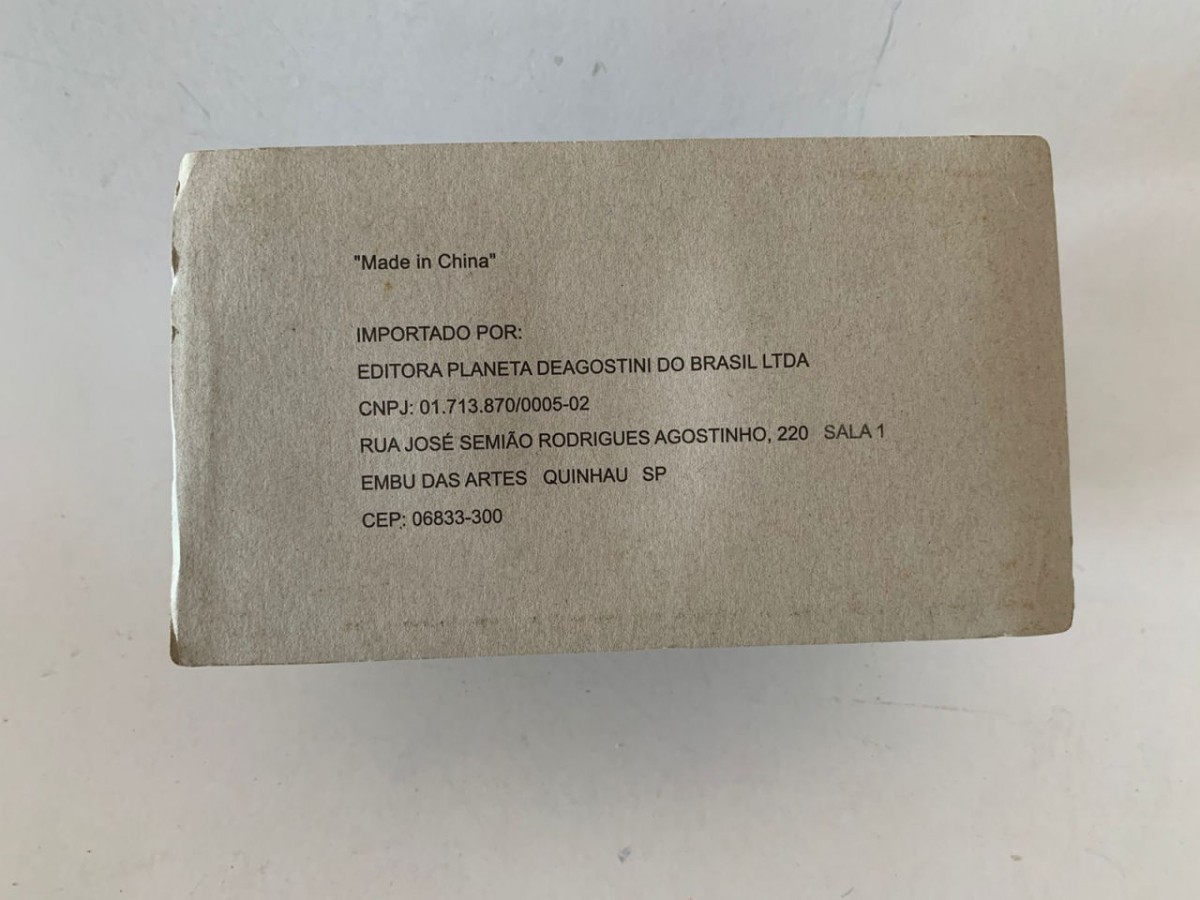 "Made in China"
IMPORTADO POR:
EDITORA PLANETA DEAGOSTINI DO BRASIL LTDA
CNPJ: 01.713.870/0005-02
RUA JOSÉ SEMIÃO RODRIGUES AGOSTINHO, 220 SALA 1
EMBU DAS ARTES QUINHAU SP
CEP: 06833-300